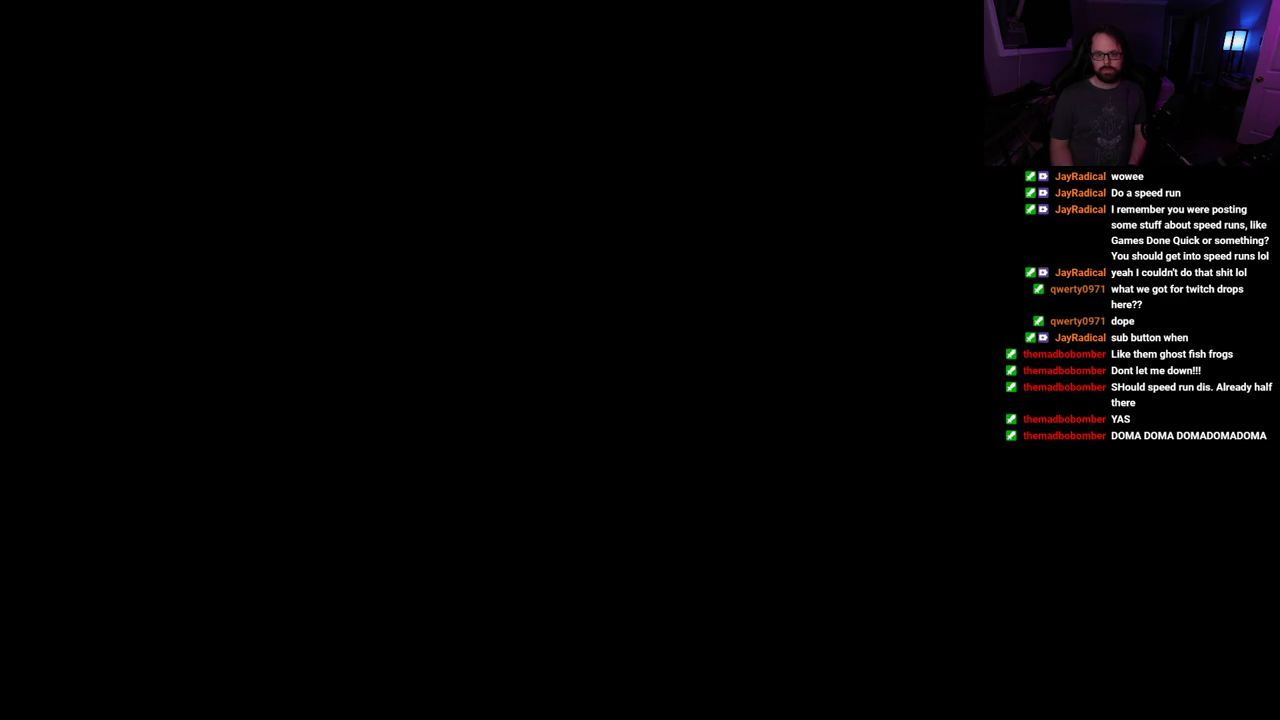 JayRadical wowee
JayRadical Do a speed run
JayRadical I remember you were posting
some stuff about speed runs, like
Games Done Quick or something?
You should get into speed runs lol
JayRadical yeah I couldn't do that shit lol
qwerty0971 what we got for twitch drops
here??
qwerty0971 dope
JayRadical sub button when
themadbobomber Like them ghost fish frogs
themadbobomber Dont let me down!!!
themadbobomber SHould speed run dis. Already half
there
themadbobomber YAS
themadbobomber DOMA DOMA DOMADOMADOMA